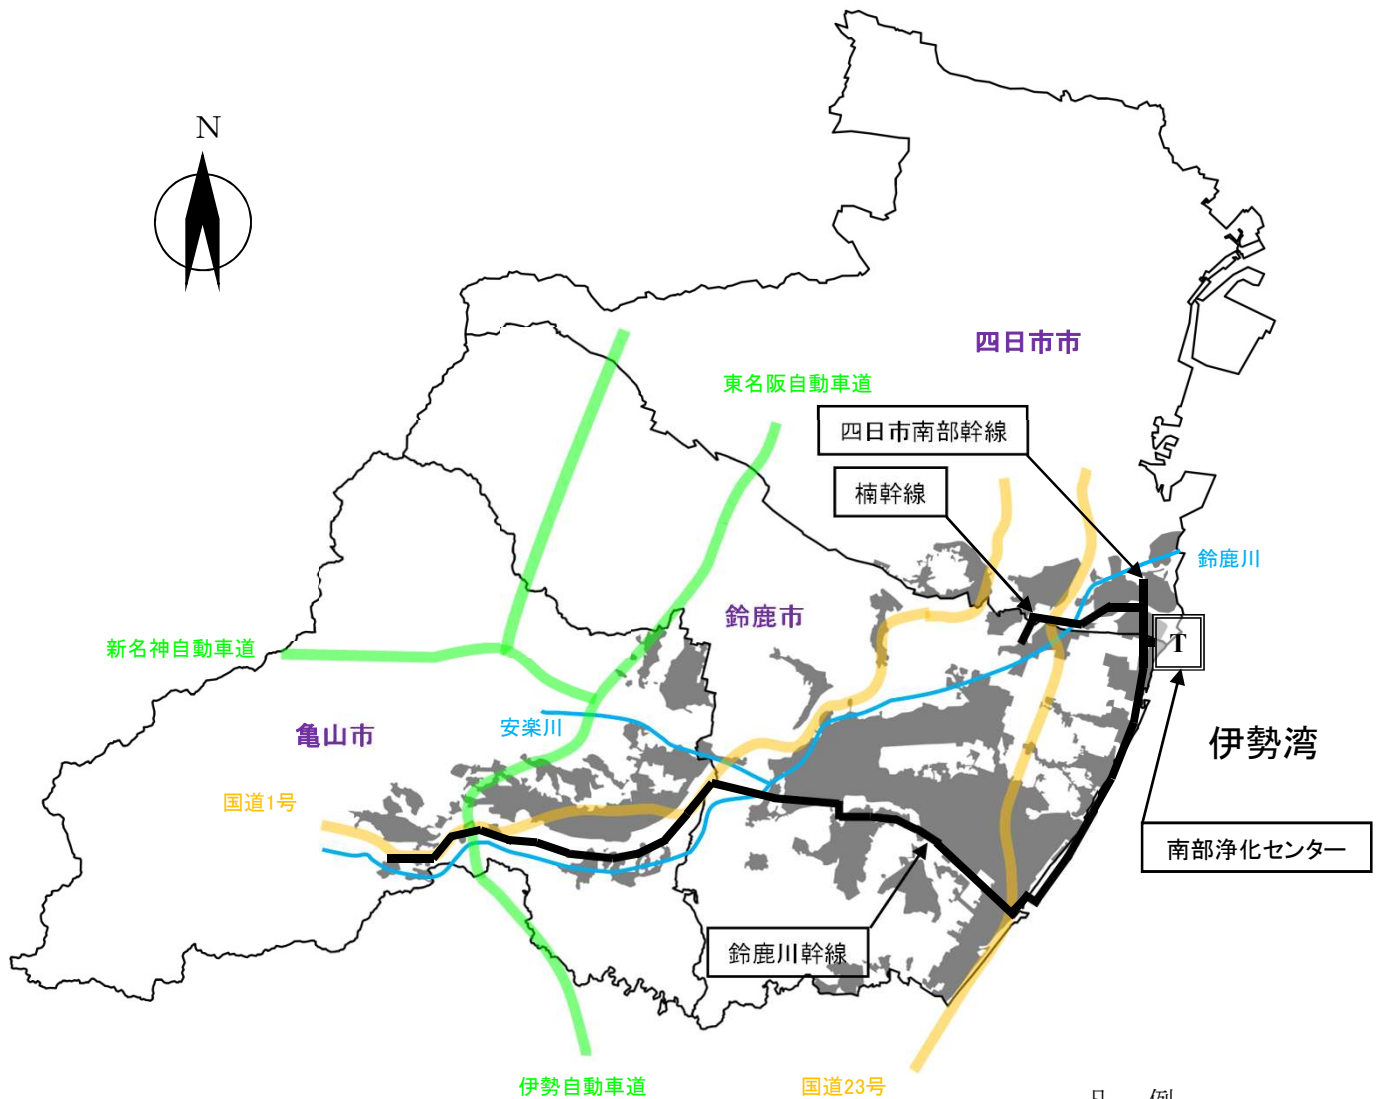 N
四日市市
東名阪自動車道
四日市南部幹線
楠幹線
鈴鹿川
鈴鹿市
新名神自動車道
T
安楽川
亀山市
伊勢湾
国道1号
南部浄化センター
鈴鹿川幹線
伊勢自動車道
国道23号
凡 例